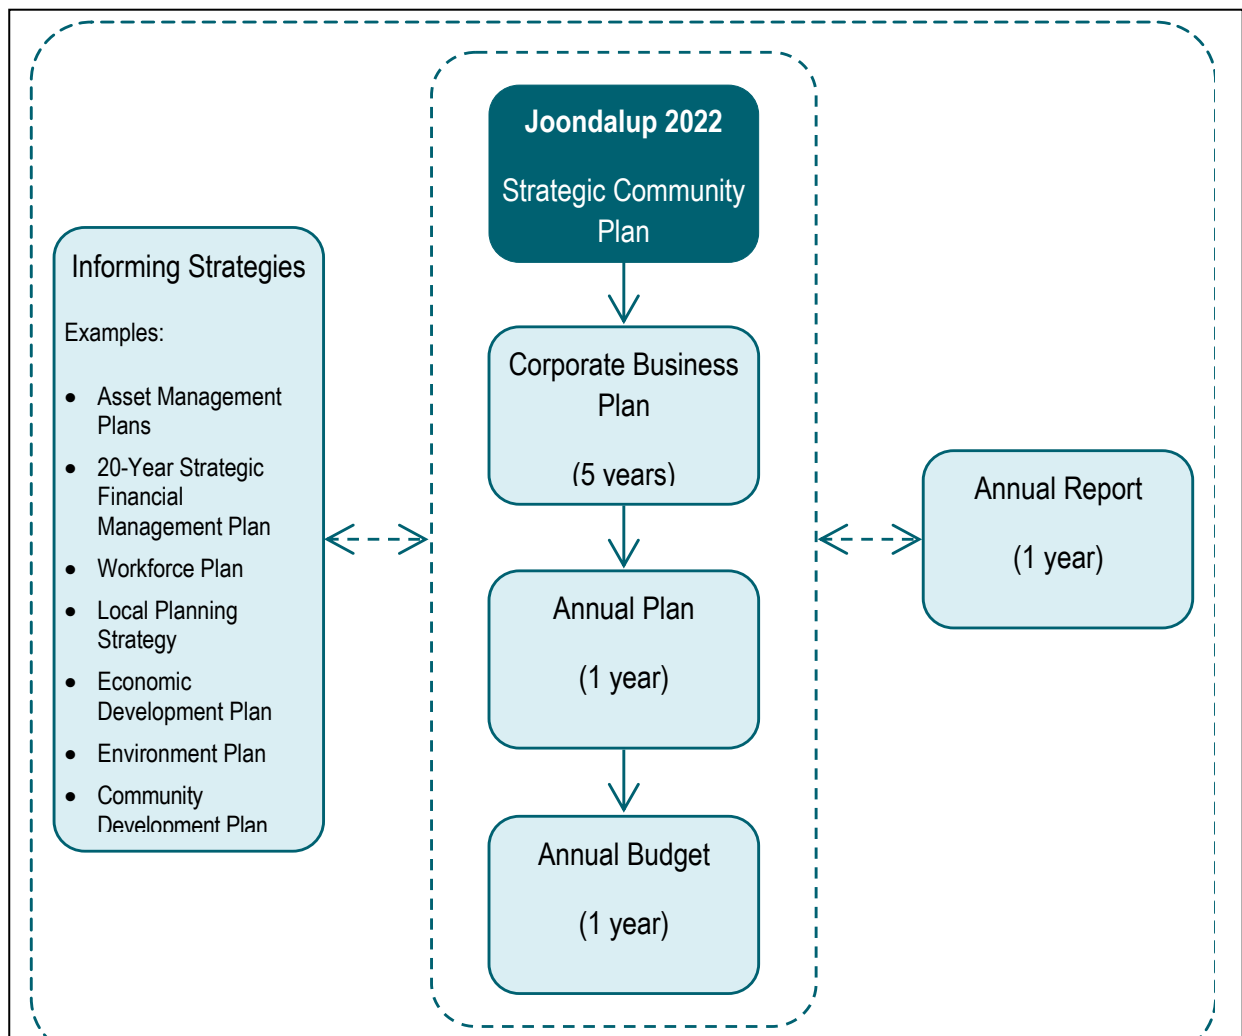 Joondalup 2022
Strategic Community
Plan
Informing Strategies
Examples:
• Asset Management
Plans
• 20-Year Strategic
Financial
Management Plan
• Workforce Plan
• Local Planning
Strategy
• Economic
Development Plan
• Environment Plan
• Community
Development Plan
Corporate Business
Plan
(5 years)
Annual Plan
(1 year)
Annual Budget
(1 year)
Annual Report
(1 year)